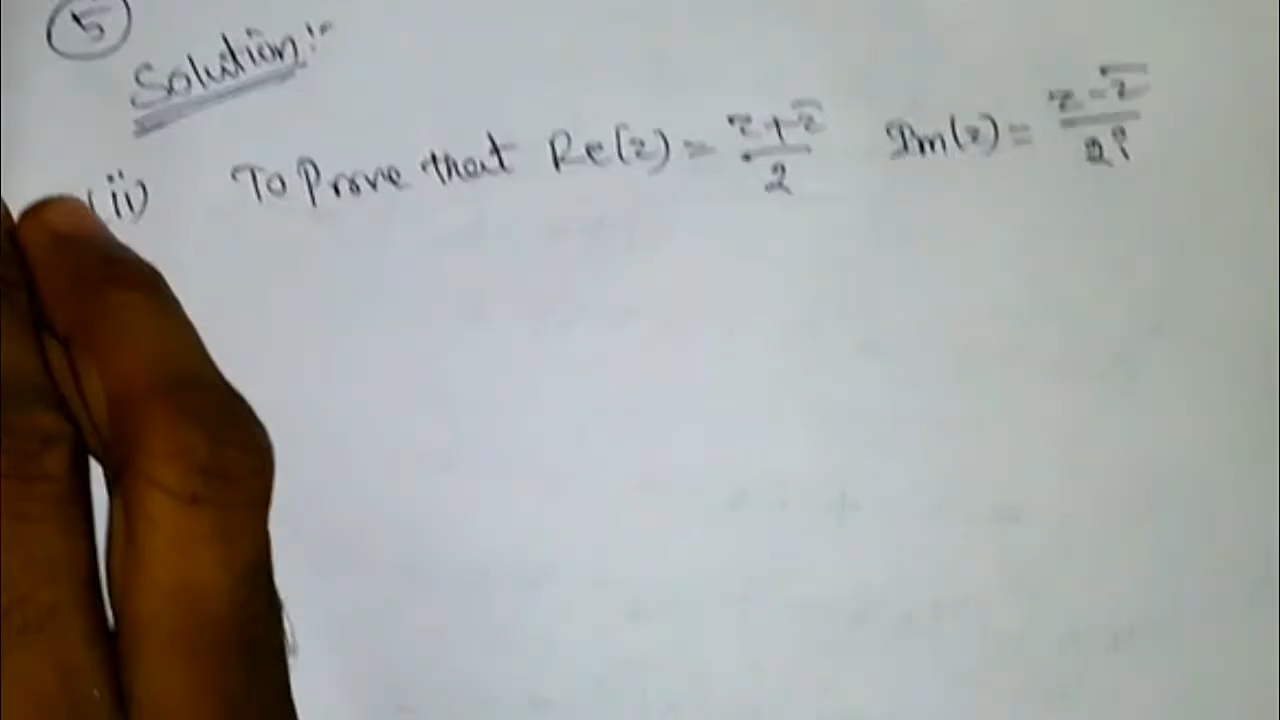 5
Solution:-
(ii) To Prove that Re(z) = z+z̅/2 Im(z) = z-z̅/2i